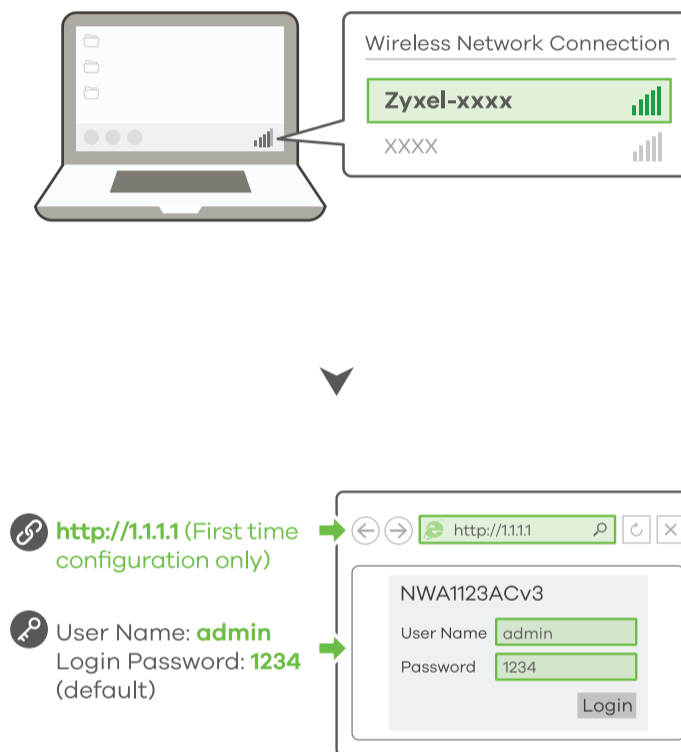 Wireless Network Connection
Zyxel-xxxx
XXXX
http://1.1.1.1 (First time
configuration only)
http://1.1.1.1
User Name: admin
Login Password: 1234
(default)
NWA1123ACv3
User Name admin
Password 1234
Login